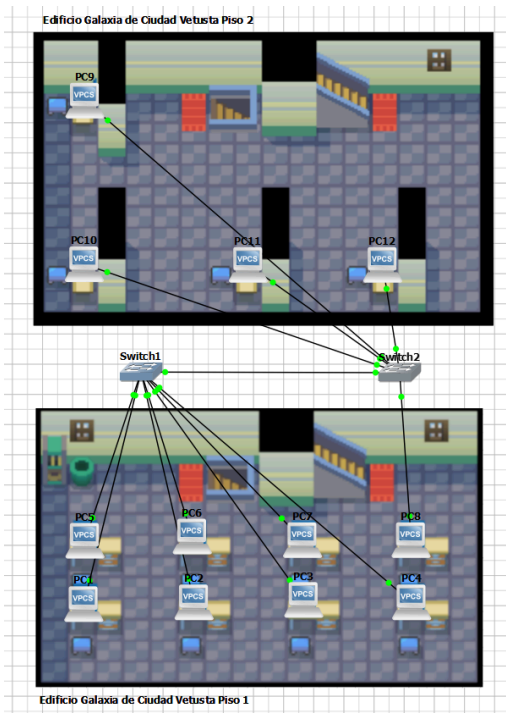 Edificio Galaxia de Ciudad Vetusta Piso 2
PC9
VPCS
PC10
VPCS
PC11
VPCS
PC12
VPCS
Switch1
Switch2
PC5
VPCS
PC6
VPCS
PC7
VPCS
PC8
VPCS
PC1
VPCS
PC2
VPCS
PC3
VPCS
PC4
VPCS
Edificio Galaxia de Ciudad Vetusta Piso 1